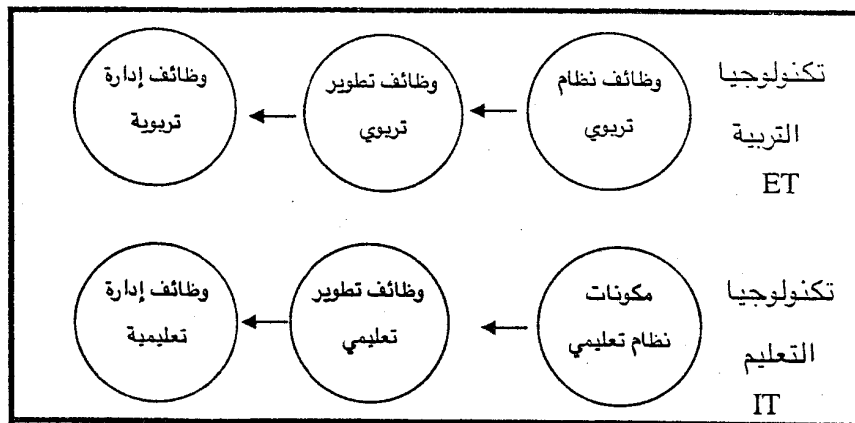 تكنولوجيا
التربية
ET
وظائف نظام
تربوي
وظائف تطوير
تربوي
وظائف إدارة
تربوية
تكنولوجيا
التعليم
IT
مكونات
نظام تعليمي
وظائف تطوير
تعليمي
وظائف إدارة
تعليمية